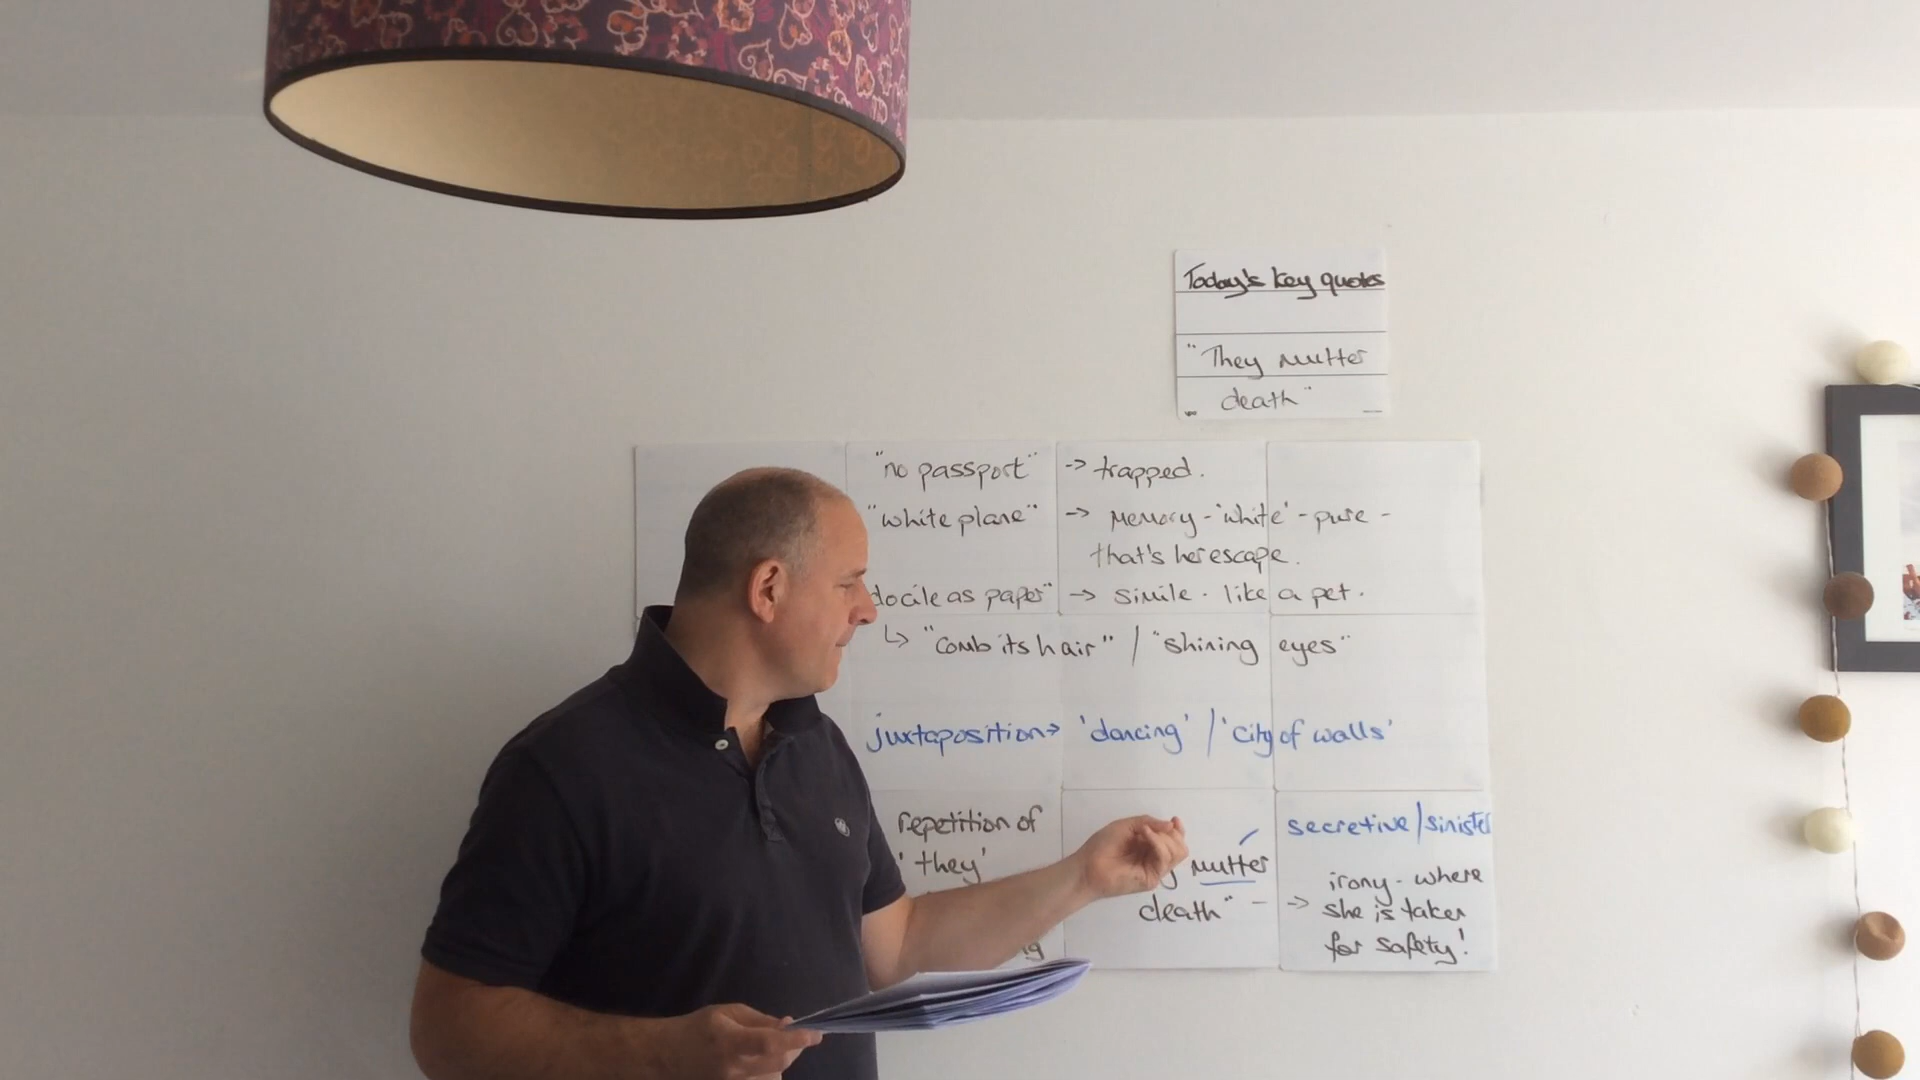 Today's key quotes
"They mutter
death"
"no passport" -> trapped.
"white plane" -> memory - 'white' - pure -
that's her escape.
docile as paper" -> simile. like a pet.
↳ "comb its hair" / "shining eyes"
juxtaposition -> 'dancing' / 'city of walls'
repetition of
'they'
mutter
death" -
secretive/sinister
irony - where
-> she is taken
for safety!